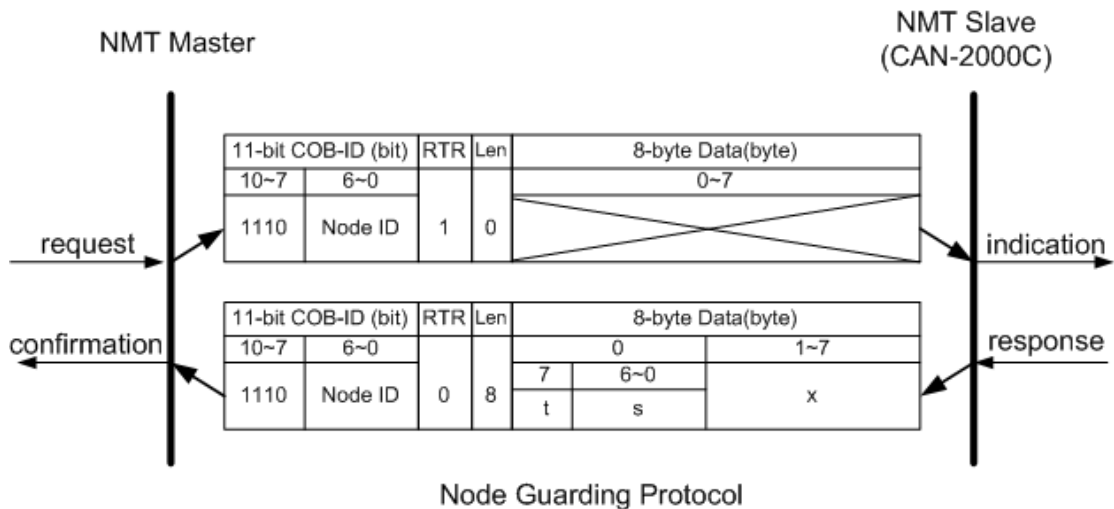 NMT Master
NMT Slave
(CAN-2000C)
11-bit COB-ID (bit) RTR Len 8-byte Data(byte)
10~7 6~0 0~7
1110 Node ID 1 0
request
indication
11-bit COB-ID (bit) RTR Len 8-byte Data(byte)
10~7 6~0 0 1~7
confirmation
response
7 6~0
1110 Node ID 0 8 x
t s
Node Guarding Protocol